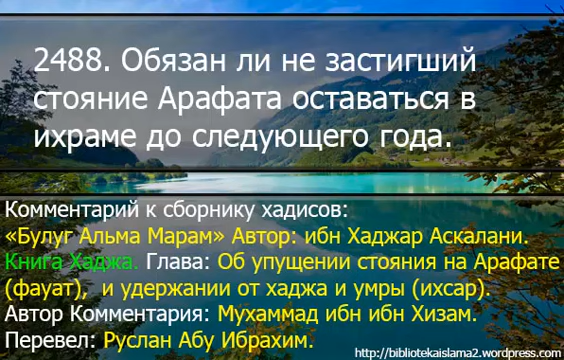 2488. Обязан ли не застигший
стояние Арафата оставаться в
ихраме до следующего года.
Комментарий к сборнику хадисов:
«Булуг Альма Марам» Автор: ибн Хаджар Аскалани.
Книга Хаджа. Глава: Об упущении стояния на Арафате
(фауат),  и удержании от хаджа и умры (ихсар).
Автор Комментария: Мухаммад ибн ибн Хизам.
Перевел: Руслан Абу Ибрахим.
http://bibliotekaislama2.wordpress.com